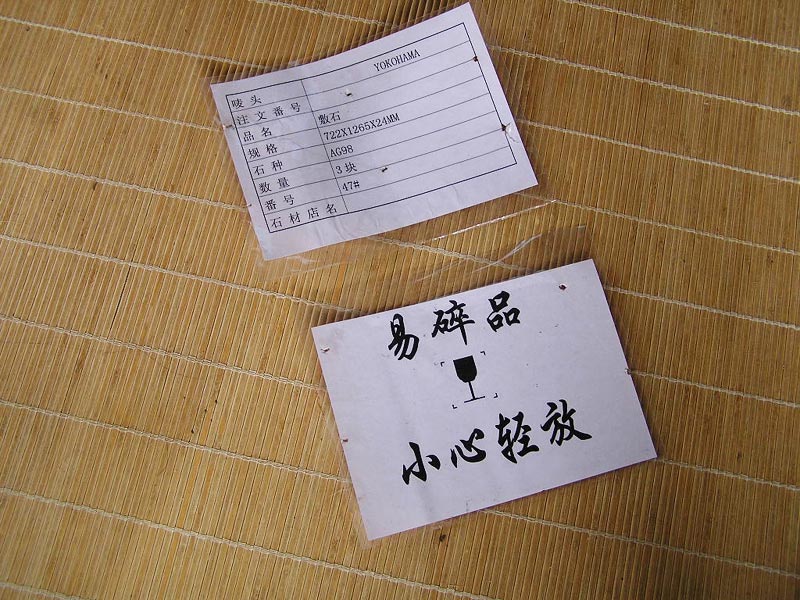 唛头 YOKOHAMA
注文番号
品名 敷石
规格 722X1265X24MM
石种 AG98
数量 3块
番号 47#
石材店名
易碎品
小心轻放